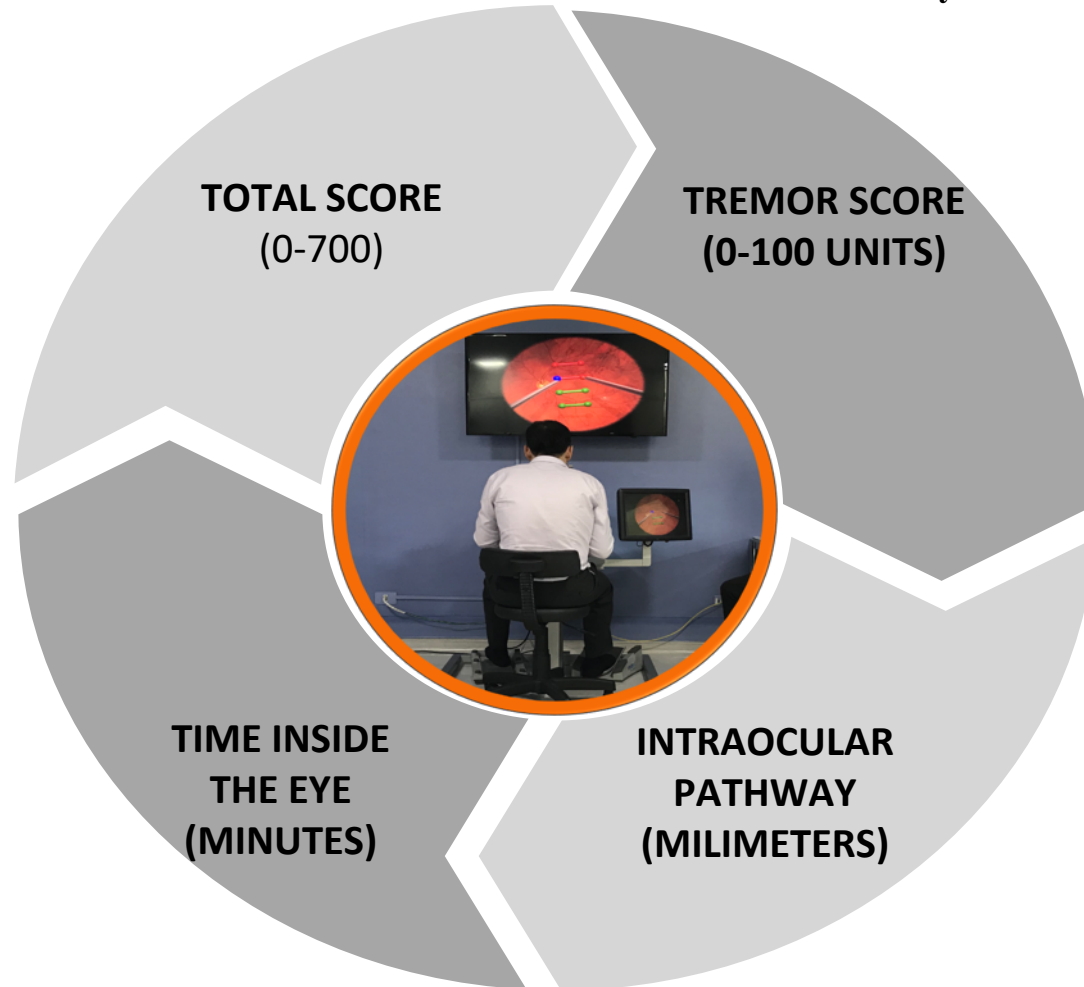 TOTAL SCORE
(0-700)
TREMOR SCORE
(0-100 UNITS)
TIME INSIDE
THE EYE
(MINUTES)
INTRAOCULAR
PATHWAY
(MILIMETERS)